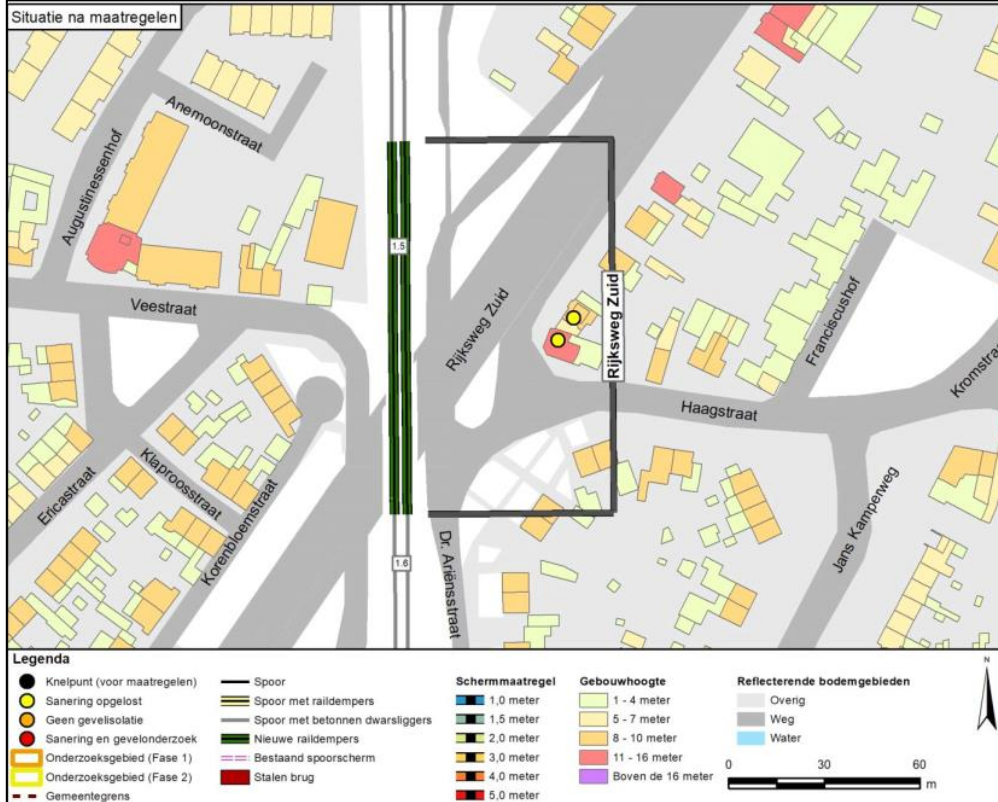 Situatie na maatregelen
Anemoonstraat
Augustinessenhof
1.5
Veestraat
Rijksweg Zuid
Rijksweg Zuid
Franciscushof
Kromstra
Haagstraat
Klaproosstraat
Ericastraat
Korenbloemstraat
Jans Kamperweg
Dr. Ariënsstraat
1.6
Legenda
Knelpunt (voor maatregelen)
Sanering opgelost
Geen gevelisolatie
Sanering en gevelonderzoek
Onderzoeksgebied (Fase 1)
Onderzoeksgebied (Fase 2)
Gemeentegrens
Spoor
Spoor met raildempers
Spoor met betonnen dwarsliggers
Nieuwe raildempers
Bestaand spoorscherm
Stalen brug
Schermmaatregel
1,0 meter
1,5 meter
2,0 meter
3,0 meter
4,0 meter
5,0 meter
Gebouwhoogte
1 - 4 meter
5 - 7 meter
8 - 10 meter
11 - 16 meter
Boven de 16 meter
Reflecterende bodemgebieden
Overig
Weg
Water
N
0 30 60
m